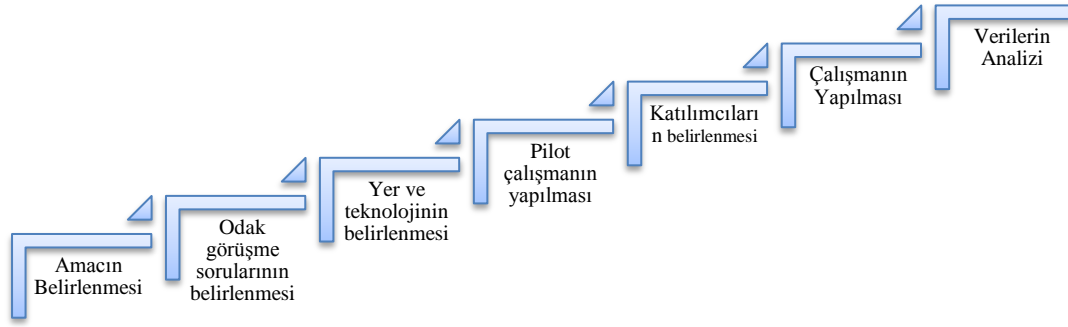 Amacın
Belirlenmesi
Odak
görüşme
sorularının
belirlenmesi
Yer ve
teknolojinin
belirlenmesi
Pilot
çalışmanın
yapılması
Katılımcıları
n belirlenmesi
Çalışmanın
Yapılması
Verilerin
Analizi